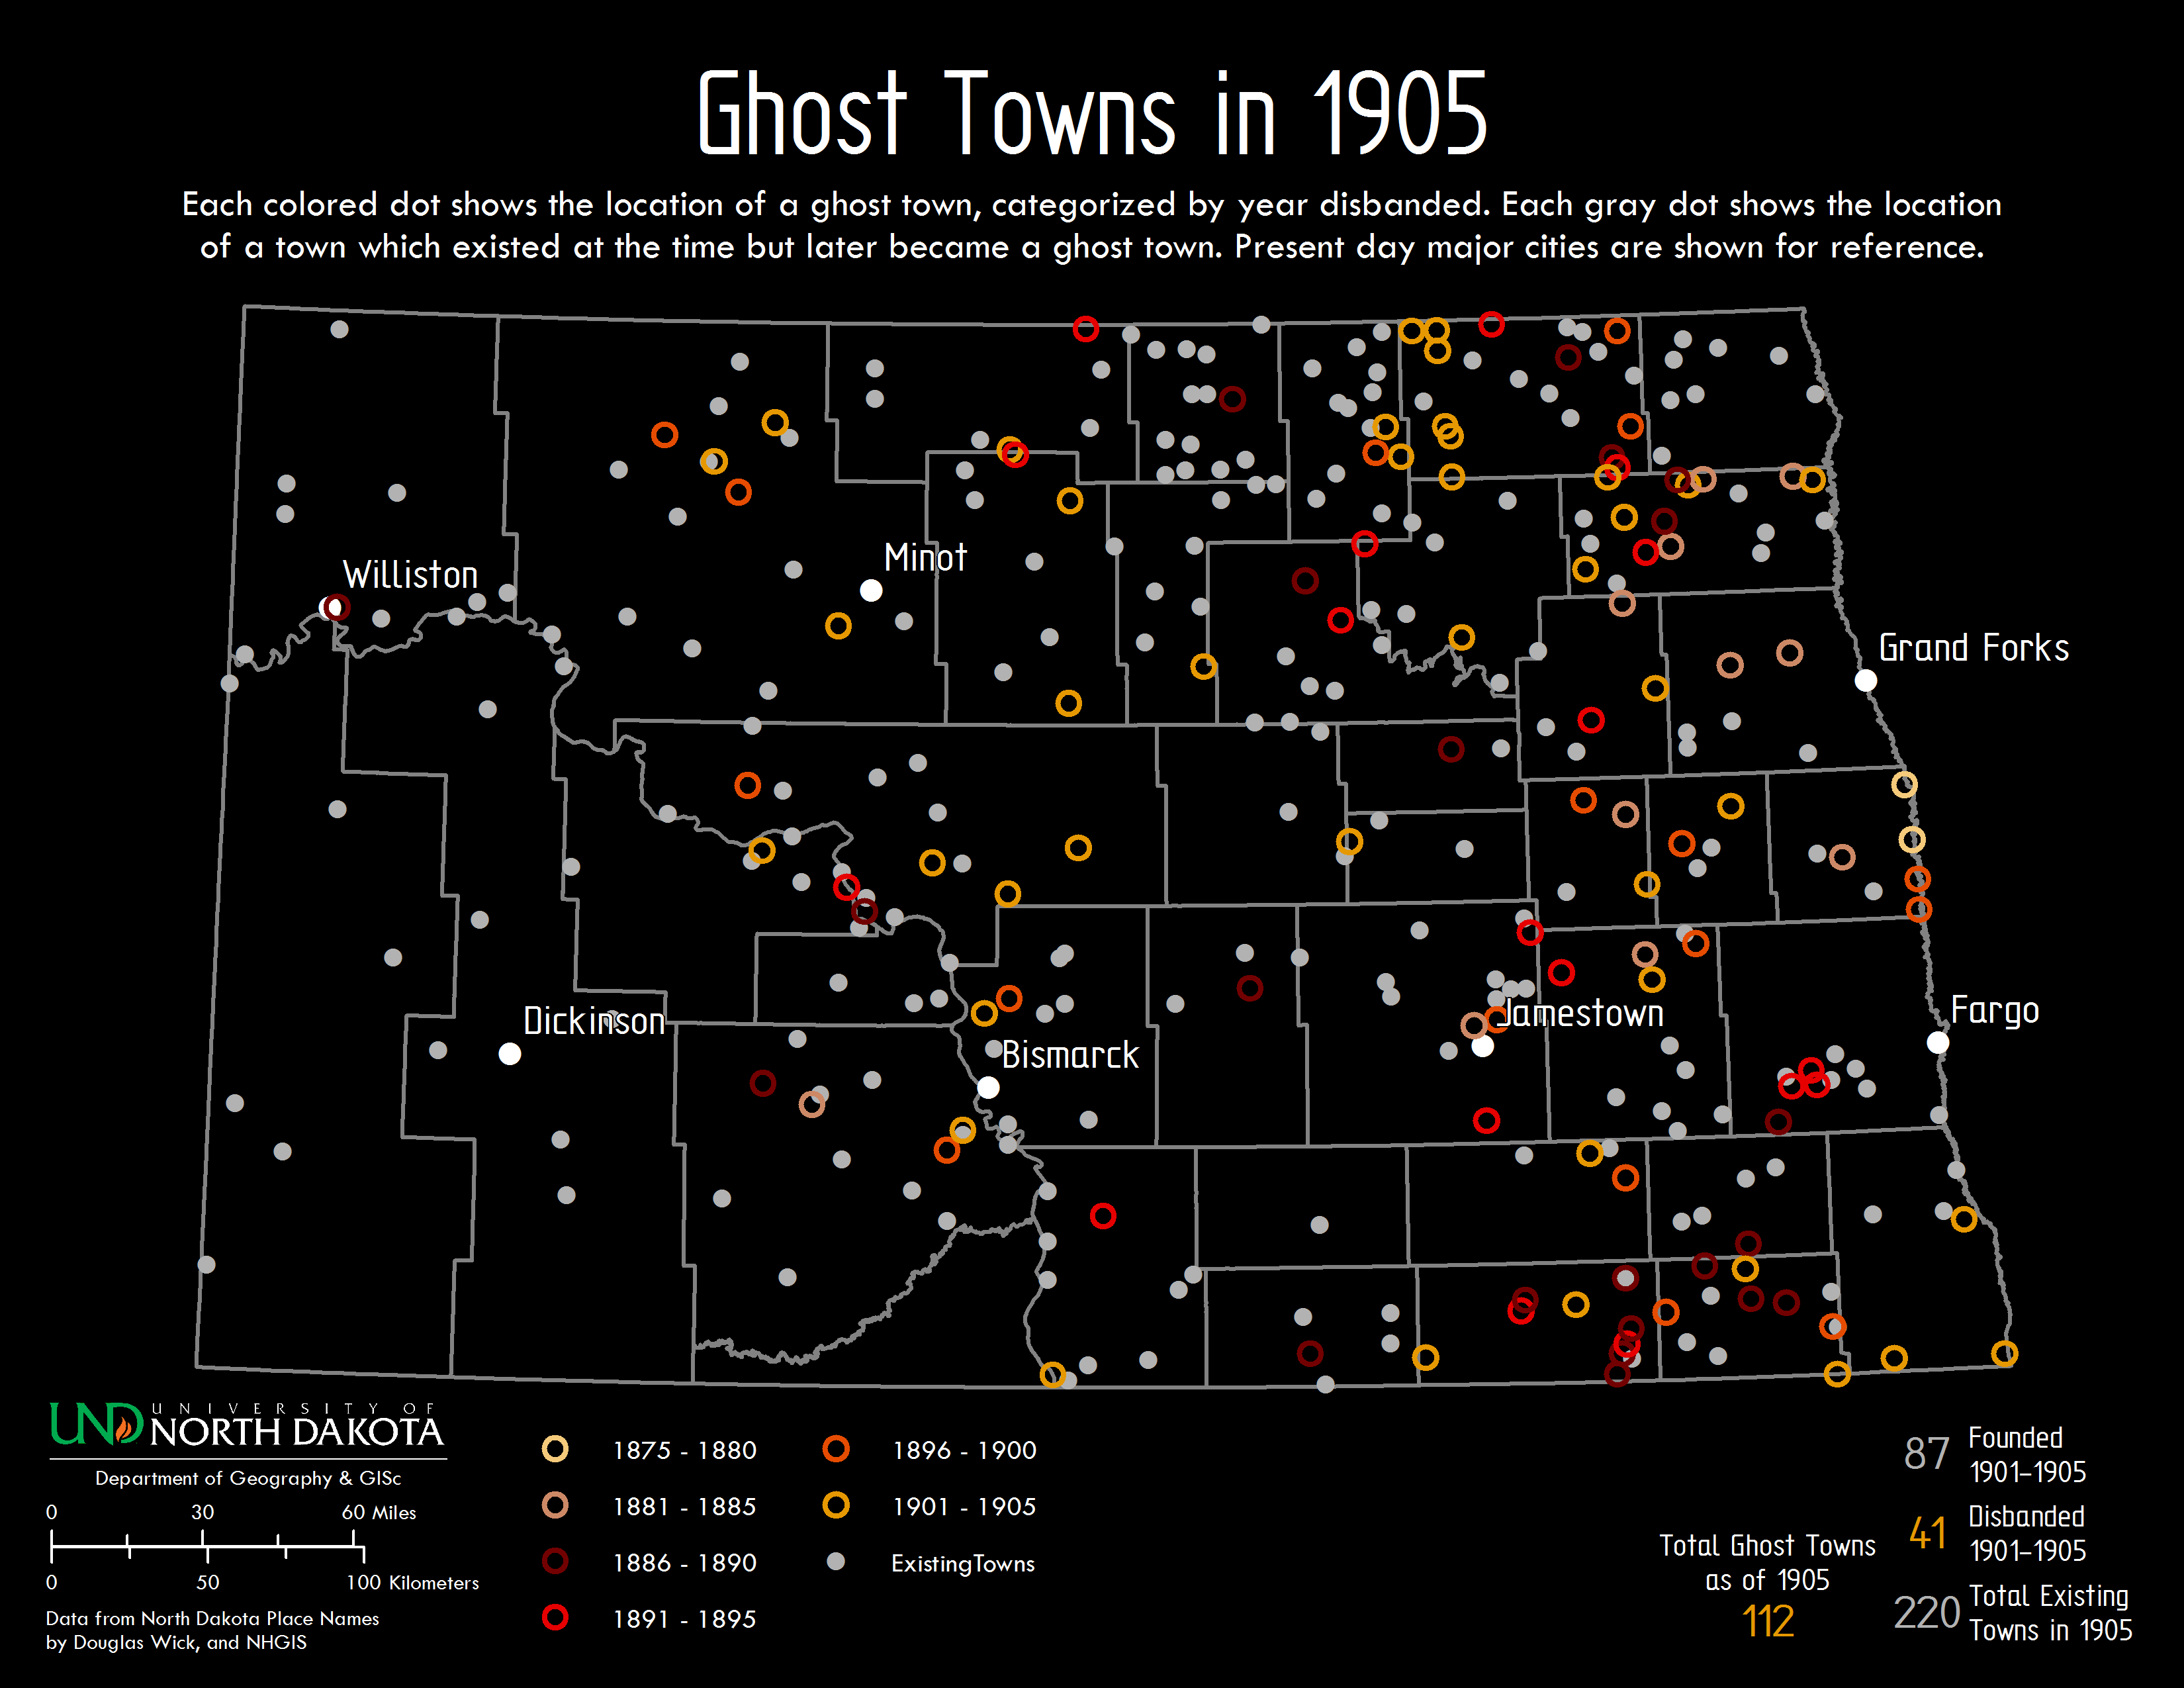 Ghost Towns in 1905
Each colored dot shows the location of a ghost town, categorized by year disbanded. Each gray dot shows the location
of a town which existed at the time but later became a ghost town. Present day major cities are shown for reference.
Minot
Williston
Grand Forks
Dickinson
Jamestown
Fargo
Bismarck
UND UNIVERSITY OF
NORTH DAKOTA
Department of Geography & GISc
0 30 60 Miles
0 50 100 Kilometers
Data from North Dakota Place Names
by Douglas Wick, and NHGIS
1875 - 1880
1881 - 1885
1886 - 1890
1891 - 1895
1896 - 1900
1901 - 1905
ExistingTowns
Total Ghost Towns
as of 1905
112
87 Founded
1901-1905
41 Disbanded
1901-1905
220 Total Existing
Towns in 1905